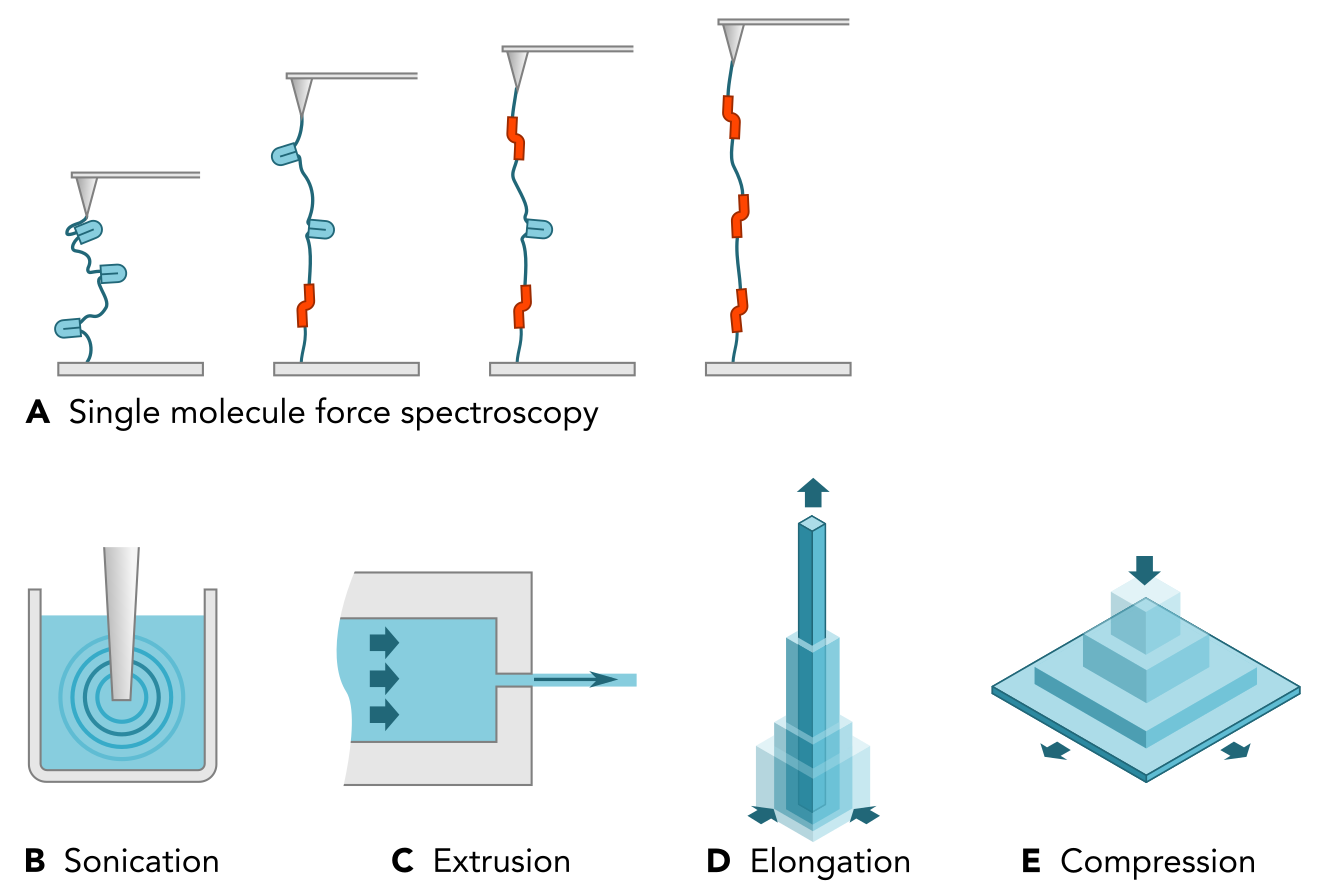 A Single molecule force spectroscopy
B Sonication
C Extrusion
D Elongation
E Compression